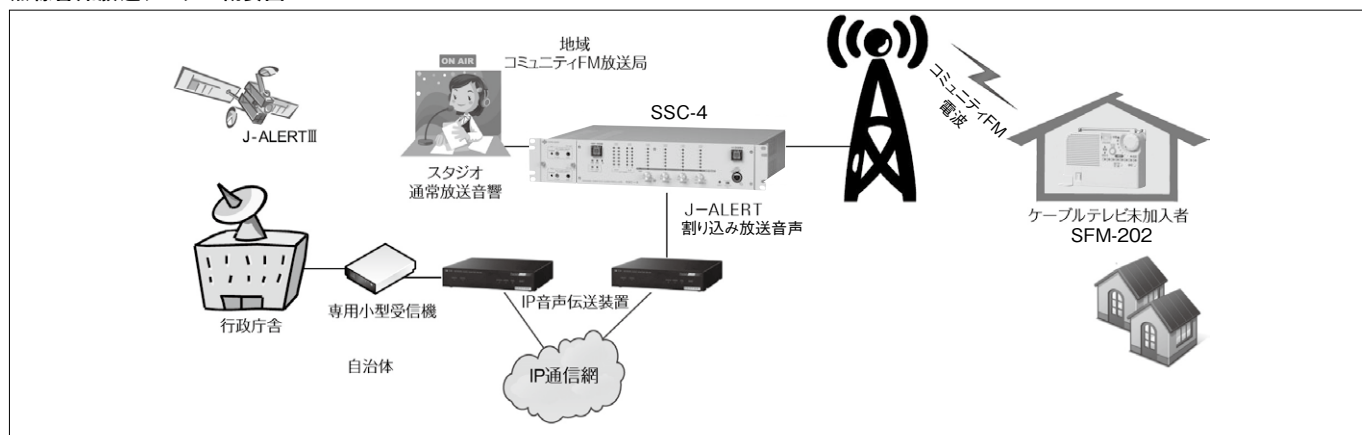 地域
コミュニティFM放送局
ON AIR
J-ALERTⅢ
SSC-4
スタジオ
通常放送音響
J－ALERT
割り込み放送音声
コミュニティFM
電波
ケーブルテレビ未加入者
SFM-202
行政庁舎
専用小型受信機
IP音声伝送装置
自治体
IP通信網